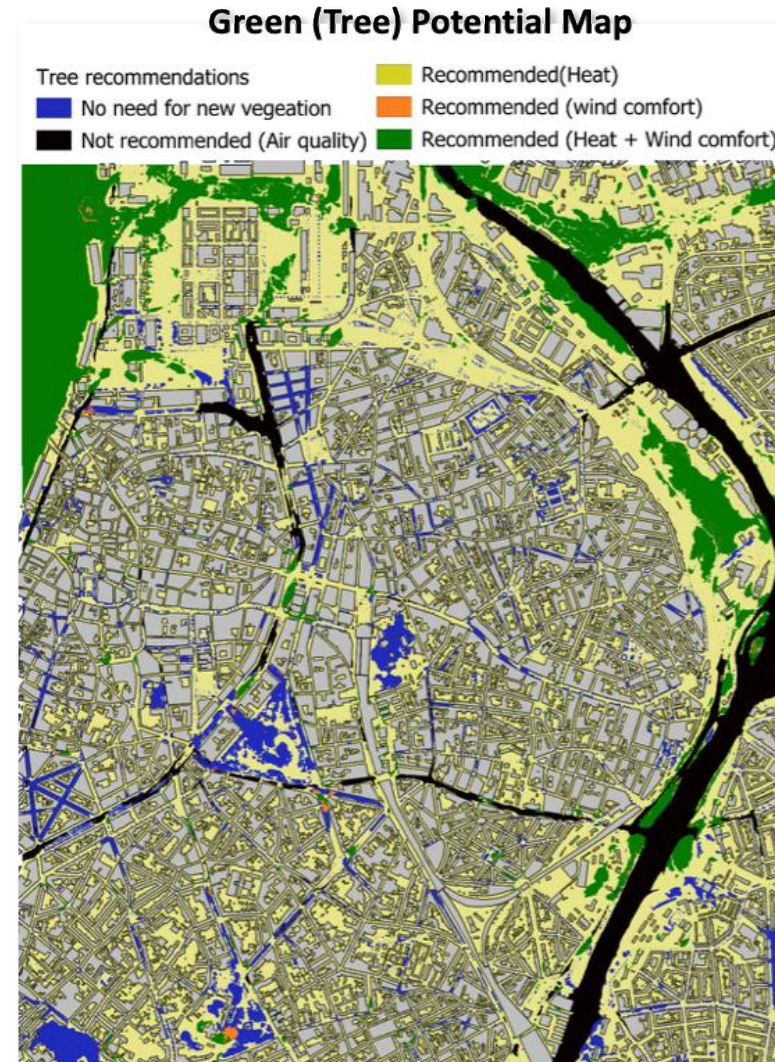 Green (Tree) Potential Map
Tree recommendations
No need for new vegeation
Not recommended (Air quality)
Recommended(Heat)
Recommended (wind comfort)
Recommended (Heat + Wind comfort)